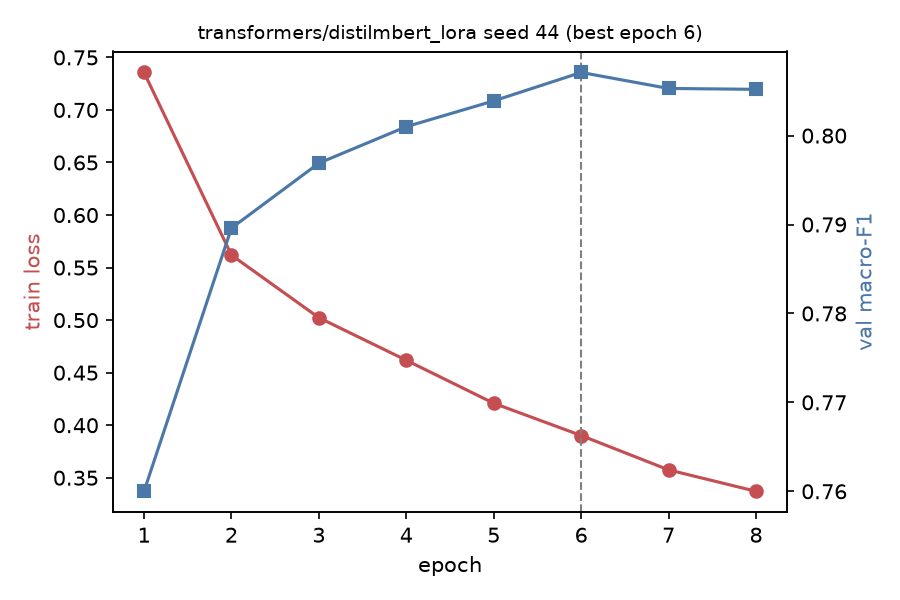 transformers/distilmbert_lora seed 44 (best epoch 6)
0.75
0.70
0.65
0.60
0.55
0.50
0.45
0.40
0.35
train loss
0.80
0.79
0.78
0.77
0.76
val macro-F1
1 2 3 4 5 6 7 8
epoch